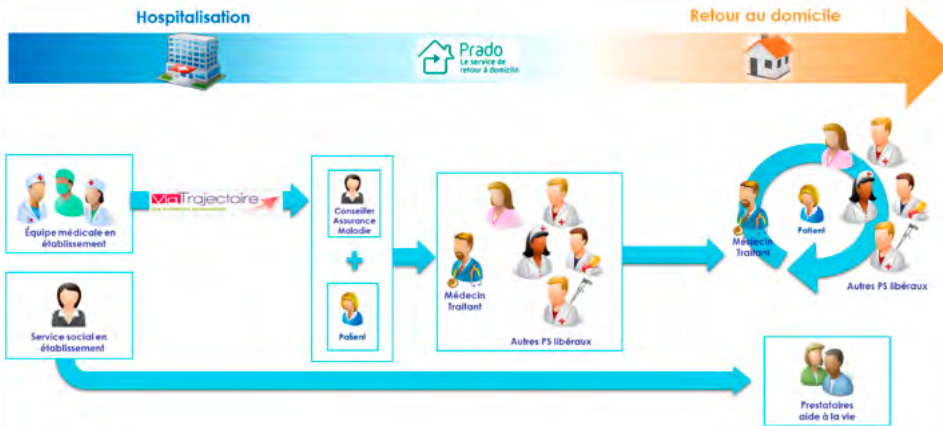 Hospitalisation
Retour au domicile
Prado
Le service de
retour à domicile
viaTrajectoire
Équipe médicale en
établissement
Conseiller
Assurance
Maladie
Patient
Service social en
établissement
Médecin
Traitant
Autres PS libéraux
Médecin
Traitant
Patient
Autres PS libéraux
Prestataires
aide à la vie